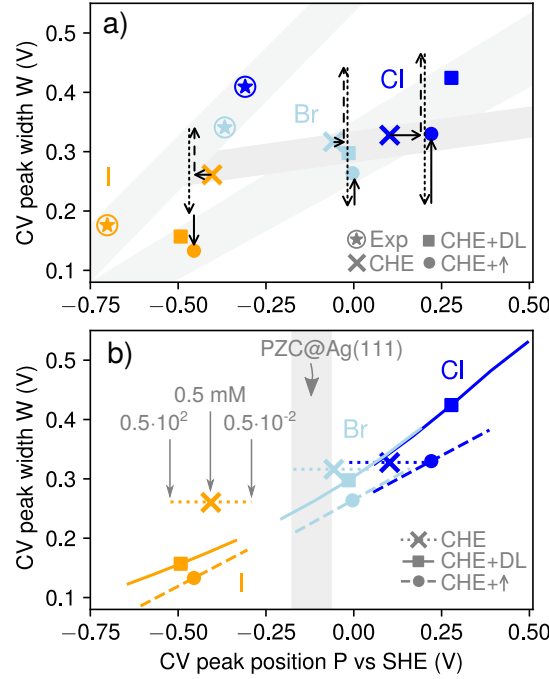 a)
CV peak width W (V)
0.5
0.4
0.3
0.2
0.1
Cl
Br
I
Exp
CHE
CHE+DL
CHE+↑
−0.75
−0.50
−0.25
0.00
0.25
0.50
b)
PZC@Ag(111)
CV peak width W (V)
0.5
0.4
0.3
0.2
0.1
0.5 mM
0.5·10²
0.5·10⁻²
Cl
Br
I
CHE
CHE+DL
CHE+↑
−0.75
−0.50
−0.25
0.00
0.25
0.50
CV peak position P vs SHE (V)